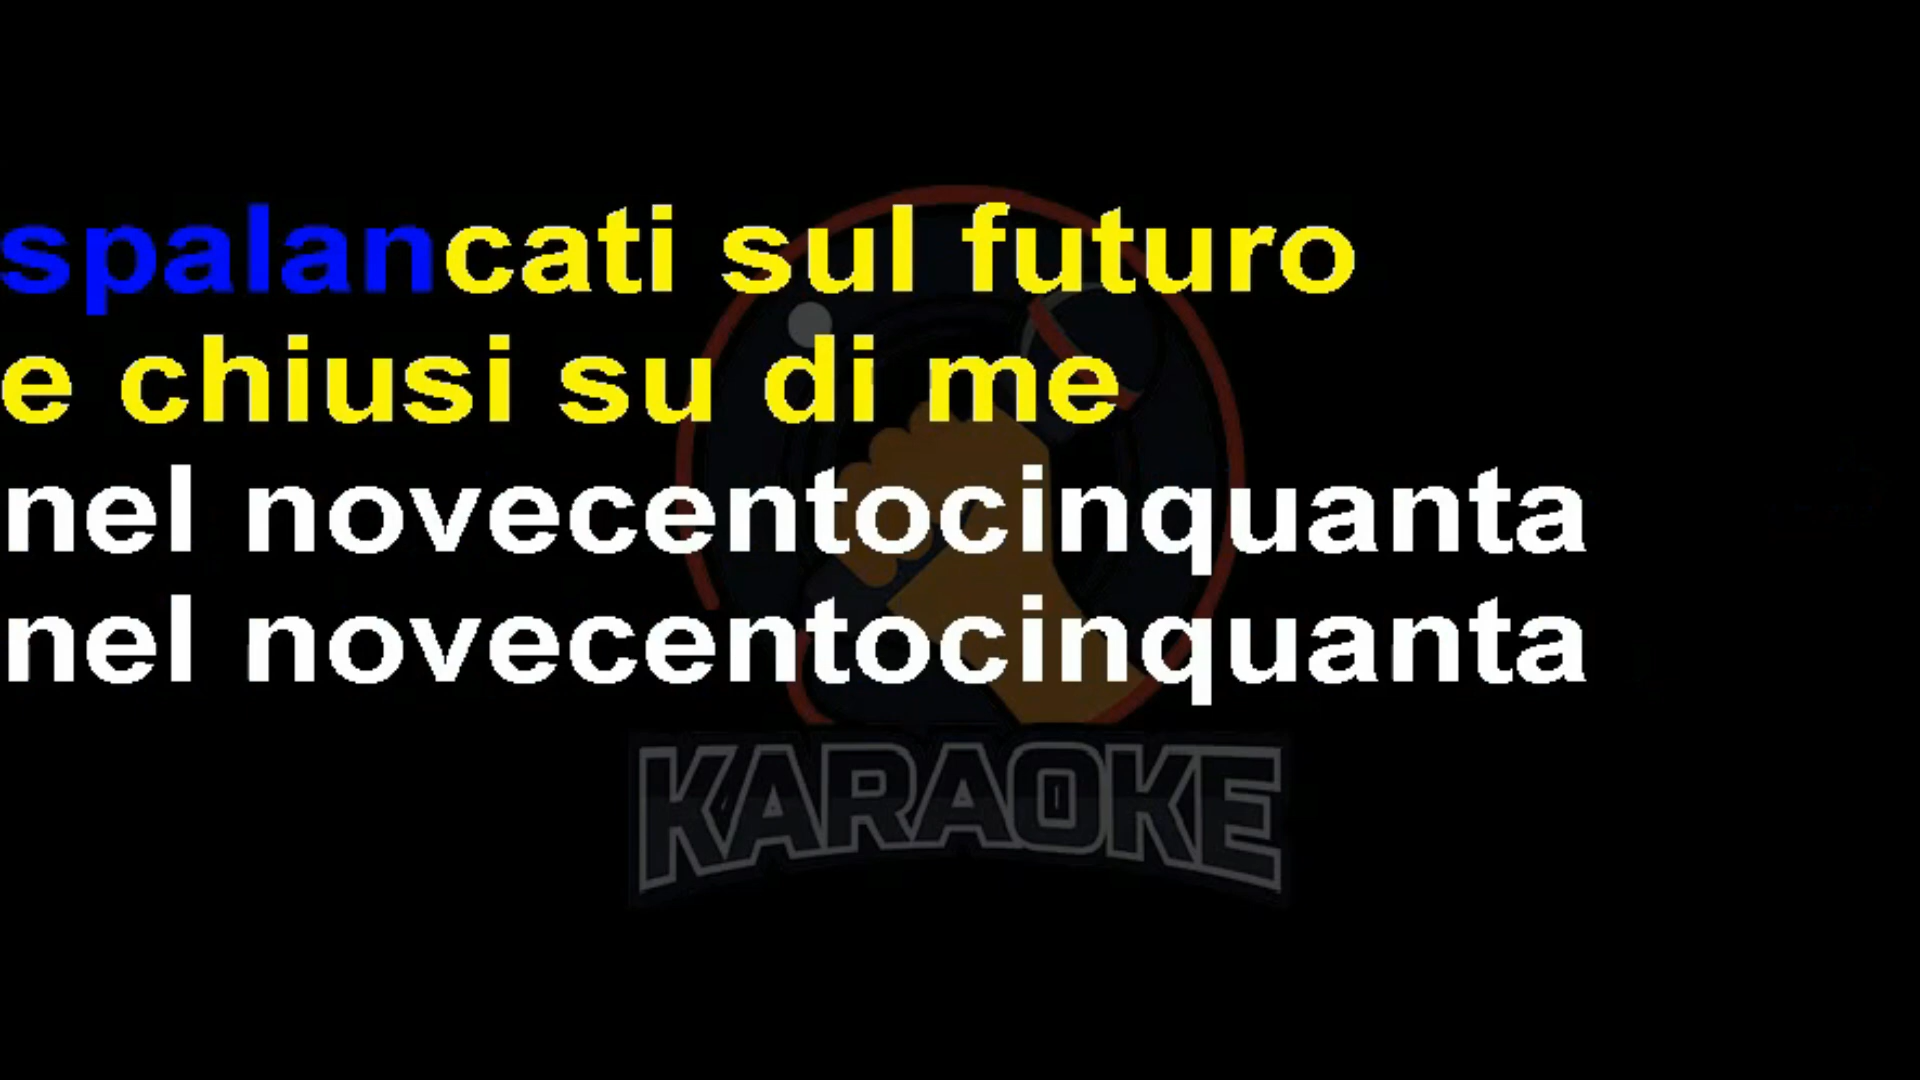 spalancati sul futuro
e chiusi su di me
nel novecentocinquanta
nel novecentocinquanta
KARAOKE